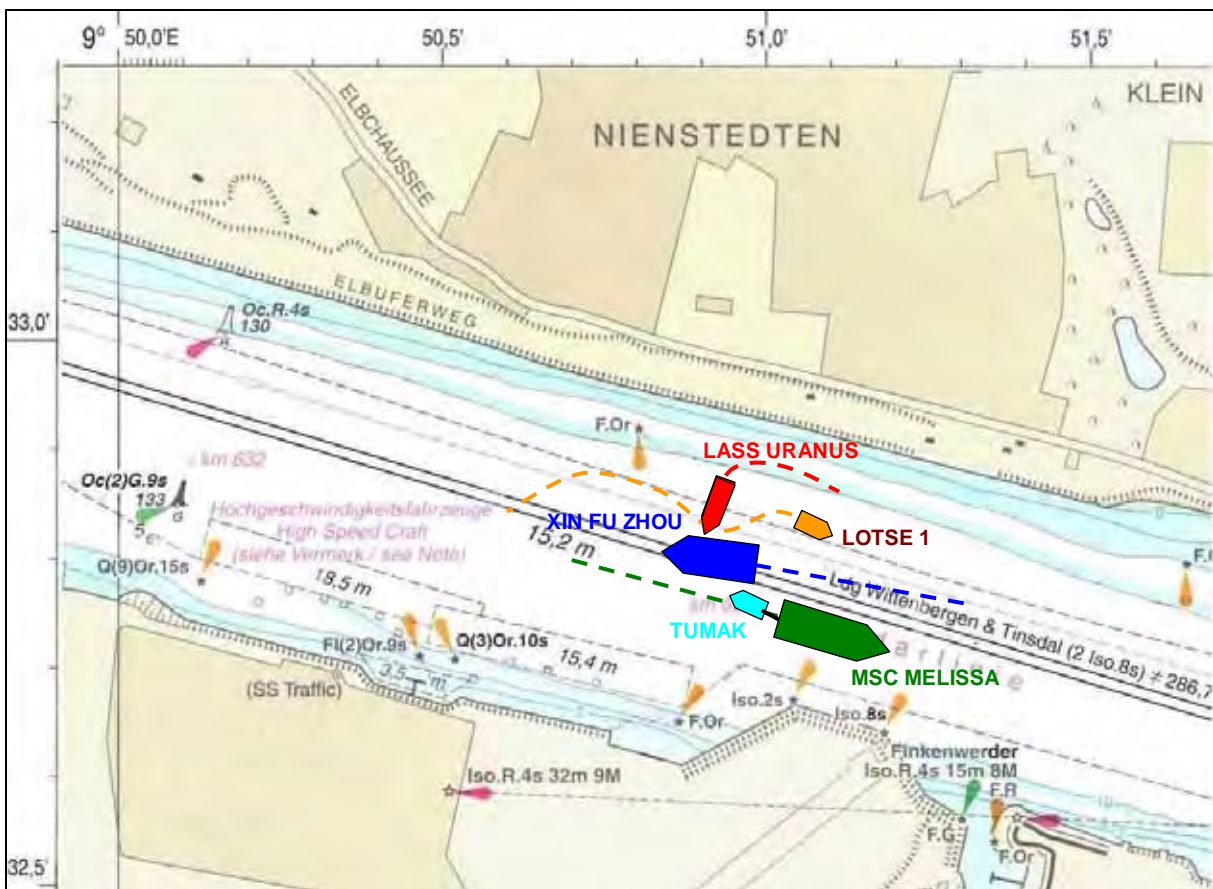 9° 50,0'E
50,5'
51,0'
51,5'
KLEIN
ELBCHAUSSEE
NIENSTEDTEN
ELBUFERWEG
Oc.R.4s
130
33,0'
F.Or
LASS URANUS
km 632
Oc(2)G.9s
133
G
5
Hochgeschwindigkeitsfahrzeuge
High Speed Craft
(siehe Vermerk / see Note)
XIN FU ZHOU
LOTSE 1
15,2 m
Q(9)Or.15s
18.5 m
Ldg Wittenbergen & Tinsdal (2 Iso.8s) ≠ 286,7
TUMAK
km
Fl(2)Or.9s
Q(3)Or.10s
15,4 m
MSC MELISSA
3.5 m
(SS Traffic)
Iso.2s
F.Or
Iso.8s
Finkenwerder
Iso.R.4s 32m 9M
Iso.R.4s 15m 8M
F.R
F.G
F.Or
32,5'